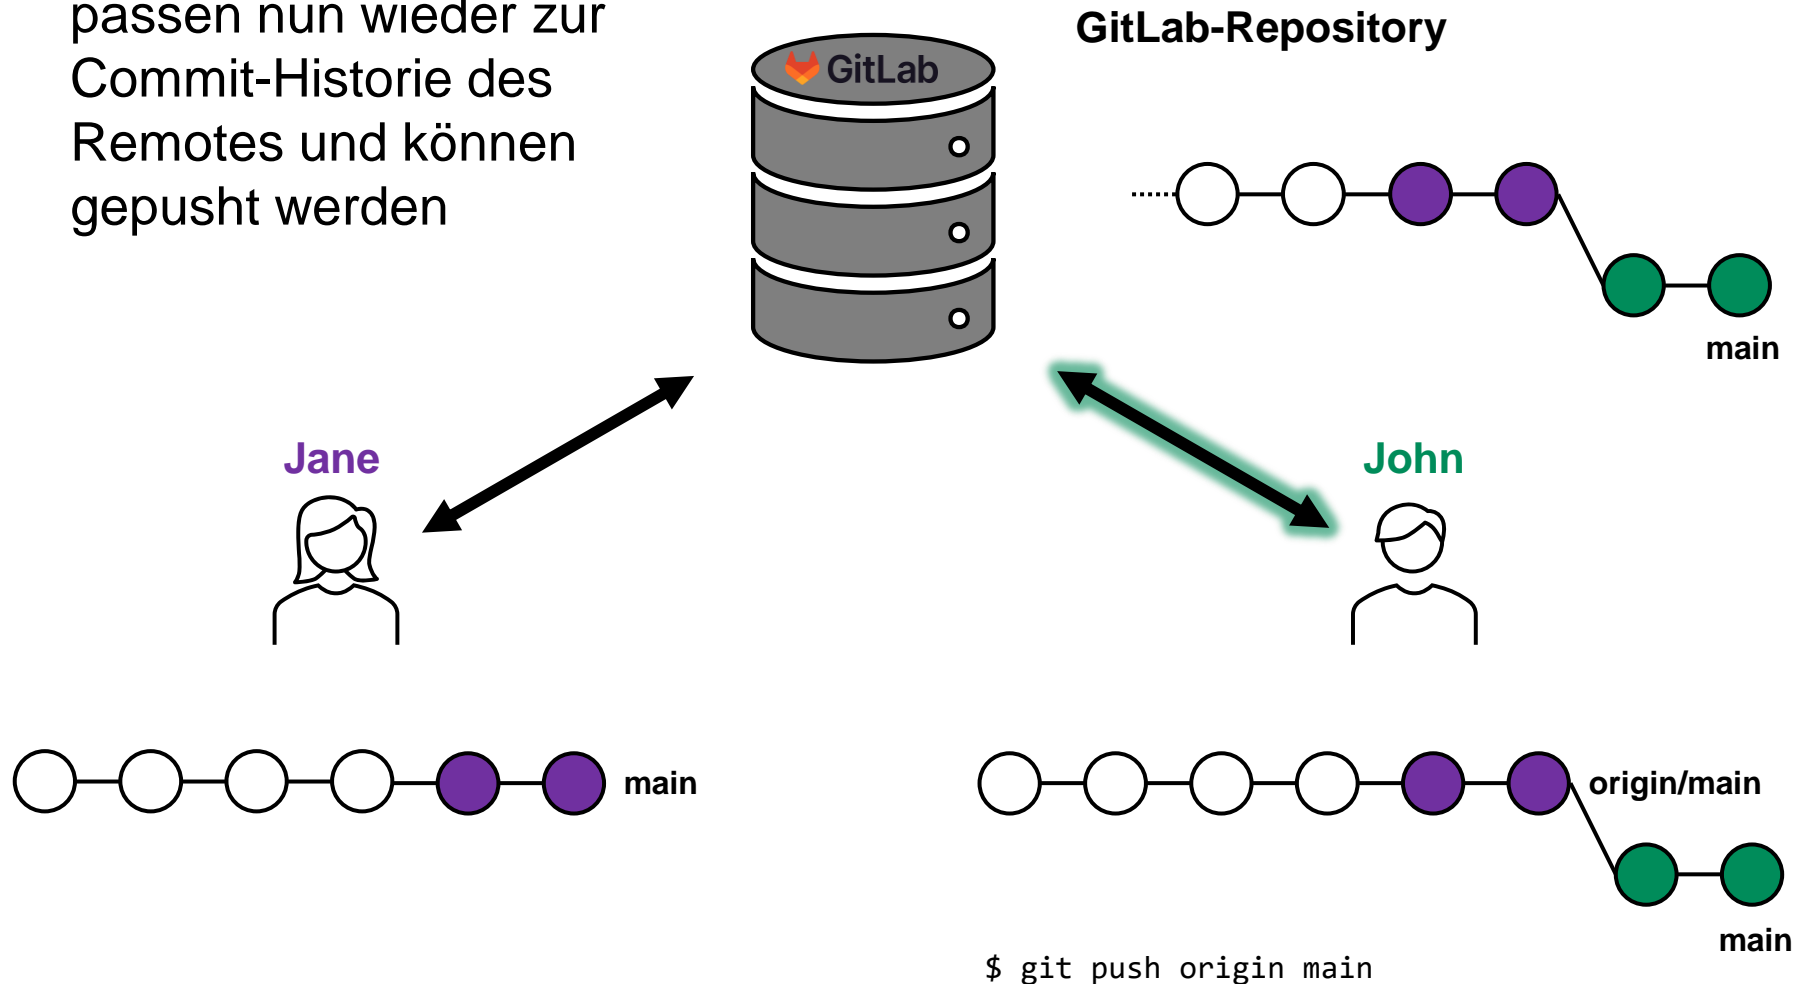 passen nun wieder zur
Commit-Historie des
Remotes und können
gepusht werden
GitLab-Repository
GitLab
main
Jane
John
main
origin/main
main
$ git push origin main